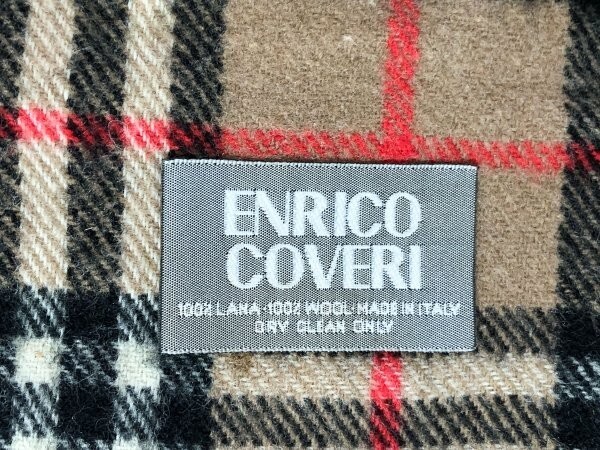 ENRICO
COVERI
100% LANA·100% WOOL·MADE IN ITALY
DRY CLEAN ONLY